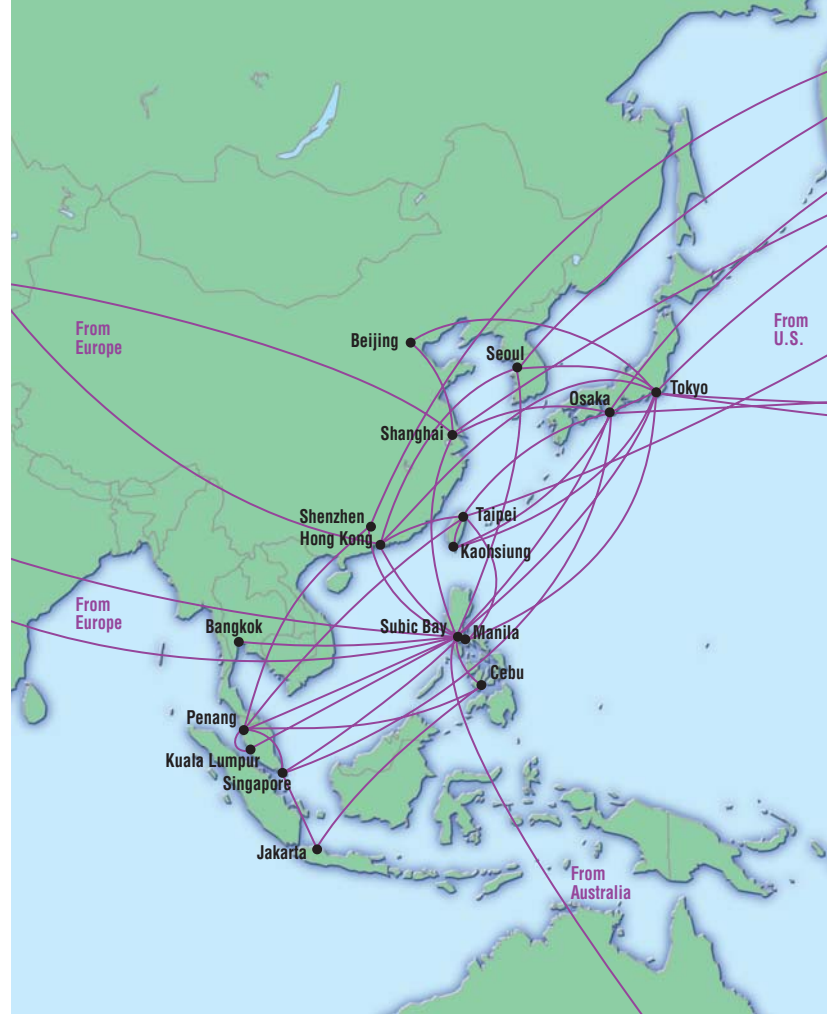 From
Europe
Beijing
Seoul
From
U.S.
Tokyo
Osaka
Shanghai
Shenzhen
Hong Kong
Taipei
Kaohsiung
From
Europe
Bangkok
Subic Bay
Manila
Cebu
Penang
Kuala Lumpur
Singapore
Jakarta
From
Australia